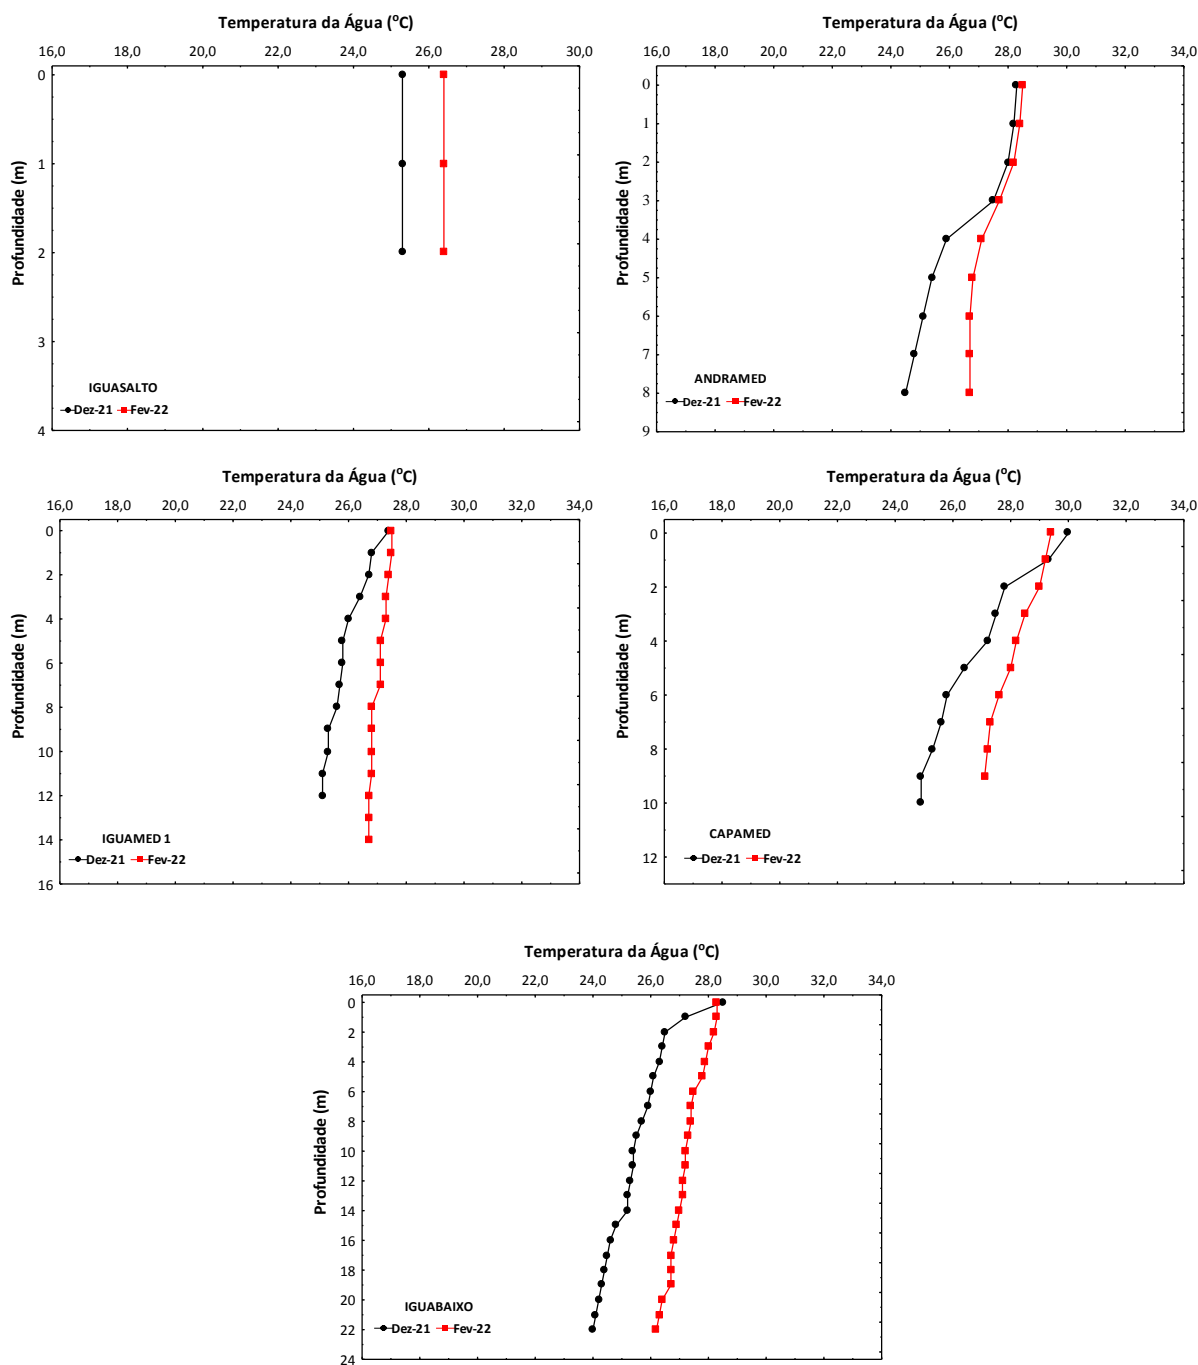 Temperatura da Água (ºC)
16,0 18,0 20,0 22,0 24,0 26,0 28,0 30,0
0
1
2
3
4
Profundidade (m)
IGUASALTO
Dez-21 Fev-22
Temperatura da Água (ºC)
16,0 18,0 20,0 22,0 24,0 26,0 28,0 30,0 32,0 34,0
0
1
2
3
4
5
6
7
8
9
Profundidade (m)
ANDRAMED
Dez-21 Fev-22
Temperatura da Água (ºC)
16,0 18,0 20,0 22,0 24,0 26,0 28,0 30,0 32,0 34,0
0
2
4
6
8
10
12
14
16
Profundidade (m)
IGUAMED 1
Dez-21 Fev-22
Temperatura da Água (ºC)
16,0 18,0 20,0 22,0 24,0 26,0 28,0 30,0 32,0 34,0
0
2
4
6
8
10
12
Profundidade (m)
CAPAMED
Dez-21 Fev-22
Temperatura da Água (ºC)
16,0 18,0 20,0 22,0 24,0 26,0 28,0 30,0 32,0 34,0
0
2
4
6
8
10
12
14
16
18
20
22
24
Profundidade (m)
IGUABAIXO
Dez-21 Fev-22